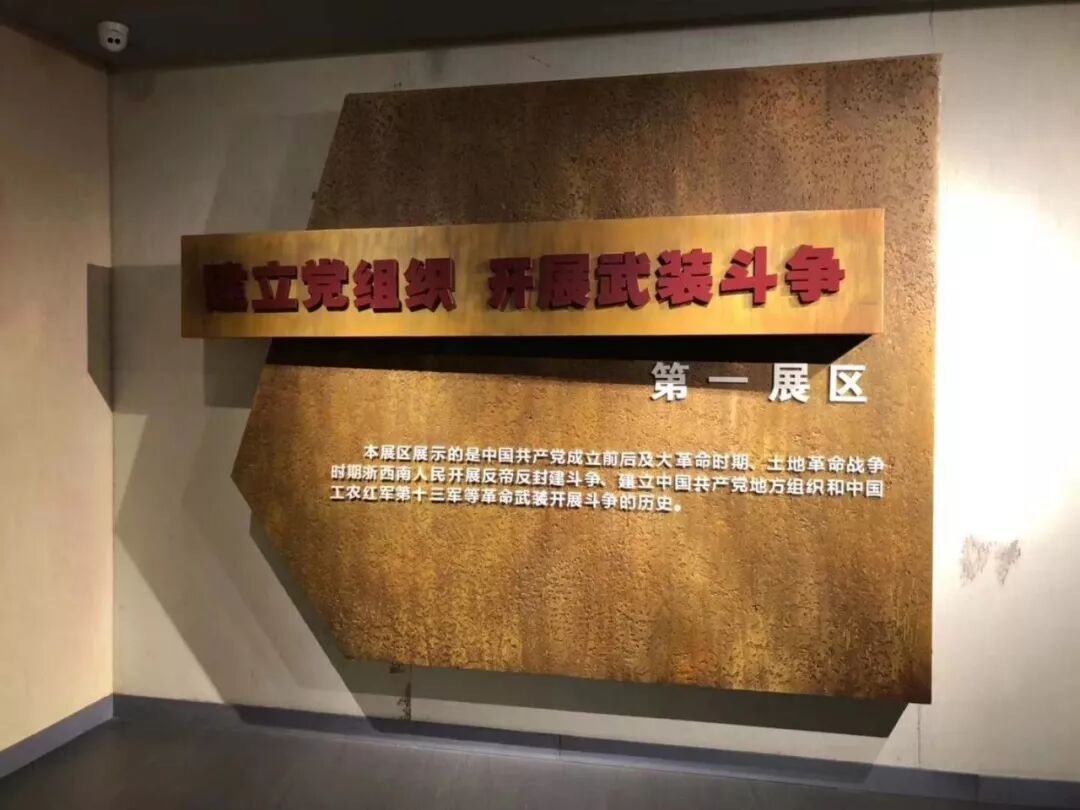 建立党组织 开展武装斗争
第一展区
本展区展示的是中国共产党成立前后及大革命时期、土地革命战争
时期浙西南人民开展反帝反封建斗争、建立中国共产党地方组织和中国
工农红军第十三军等革命武装开展斗争的历史。